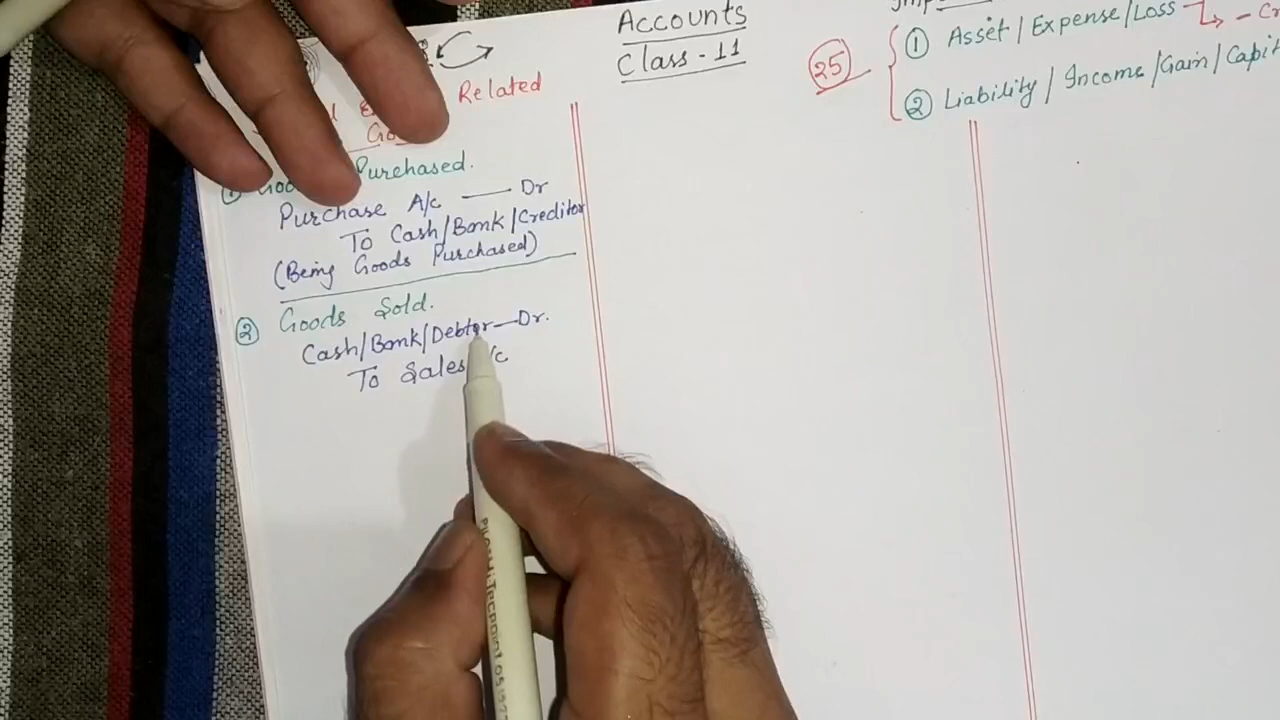 Accounts
Class - 11
Related
① Purchased.
Purchase A/c —— Dr
To Cash/Bank/Creditor
(Being Goods Purchased)
② Goods Sold.
Cash/Bank/Debtor—Dr.
To Sales /c
25
① Asset/Expense/Loss
② Liability/Income/Gain/